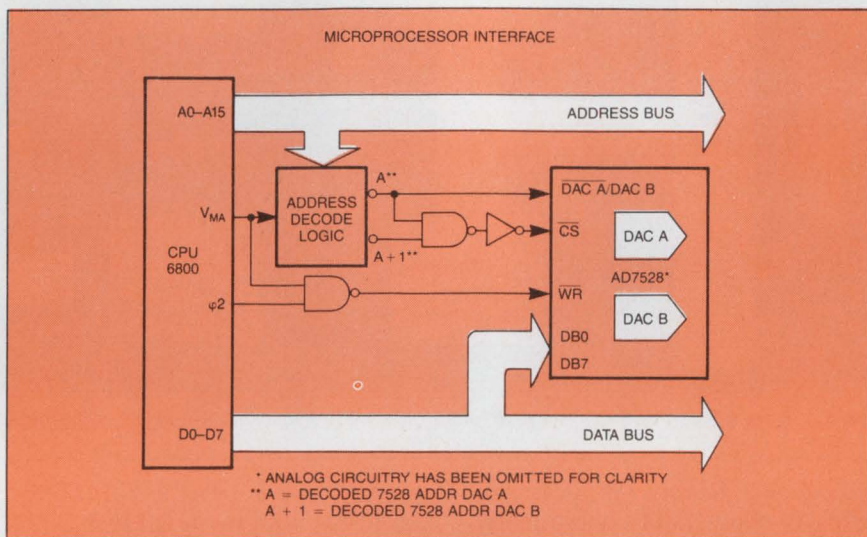 MICROPROCESSOR INTERFACE
A0–A15
ADDRESS BUS
A**
DAC A/DAC B
ADDRESS
DECODE
LOGIC
VMA
CS
DAC A
CPU
6800
A + 1**
AD7528*
φ2
WR
DAC B
DB0
DB7
D0–D7
DATA BUS
* ANALOG CIRCUITRY HAS BEEN OMITTED FOR CLARITY
** A = DECODED 7528 ADDR DAC A
A + 1 = DECODED 7528 ADDR DAC B